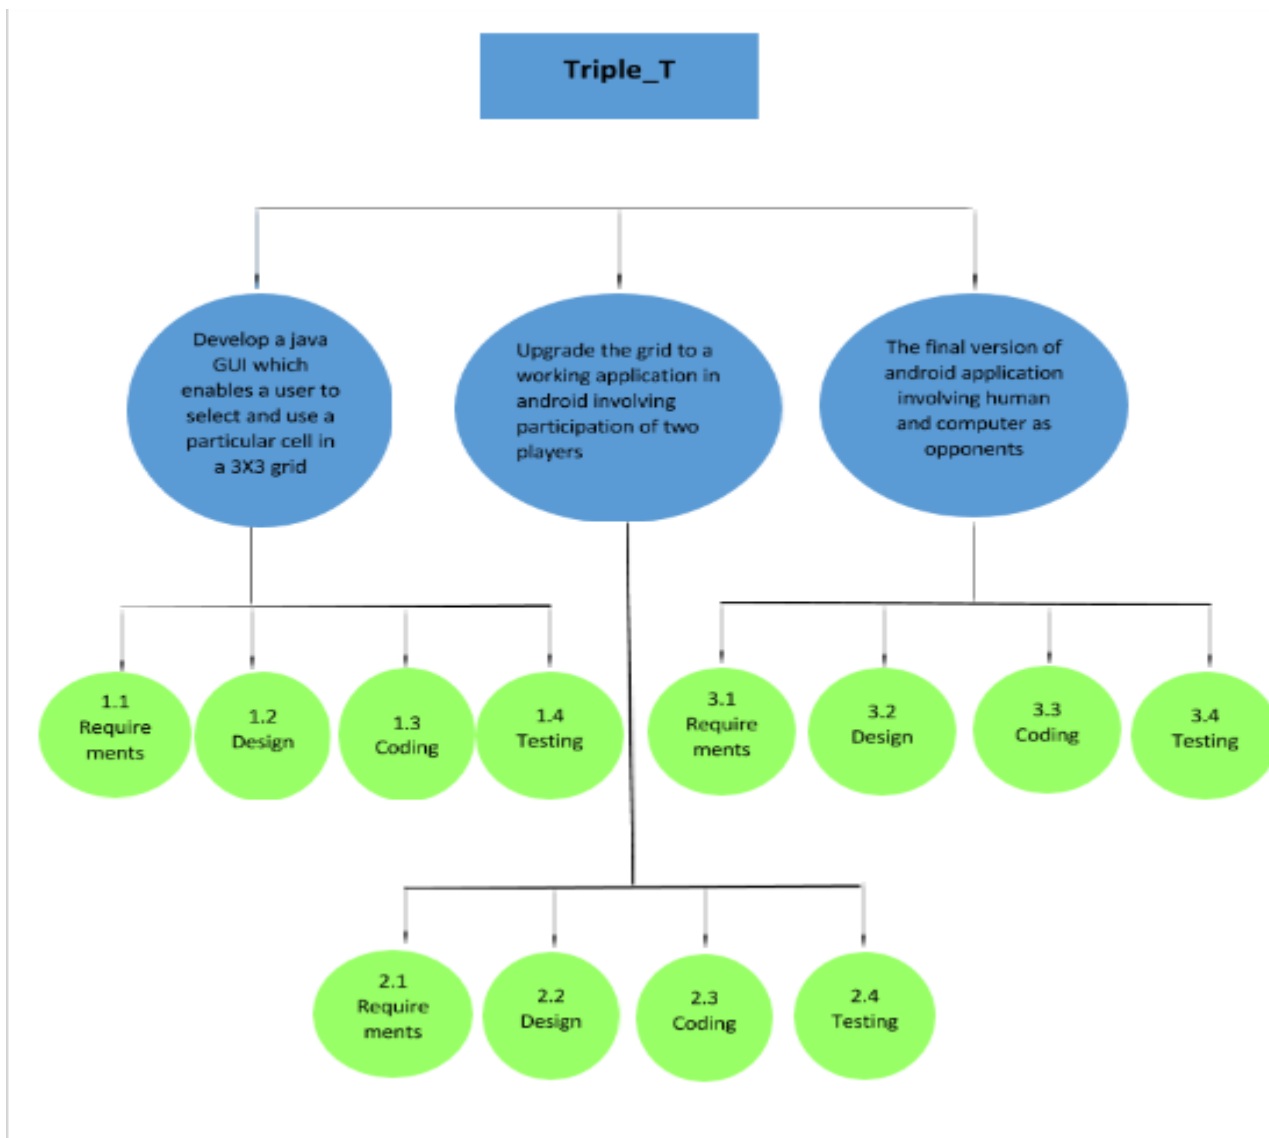 Triple_T
Develop a java
GUI which
enables a user to
select and use a
particular cell in
a 3X3 grid
Upgrade the grid to a
working application in
android involving
participation of two
players
The final version of
android application
involving human
and computer as
opponents
1.1
Require
ments
1.2
Design
1.3
Coding
1.4
Testing
3.1
Require
ments
3.2
Design
3.3
Coding
3.4
Testing
2.1
Require
ments
2.2
Design
2.3
Coding
2.4
Testing